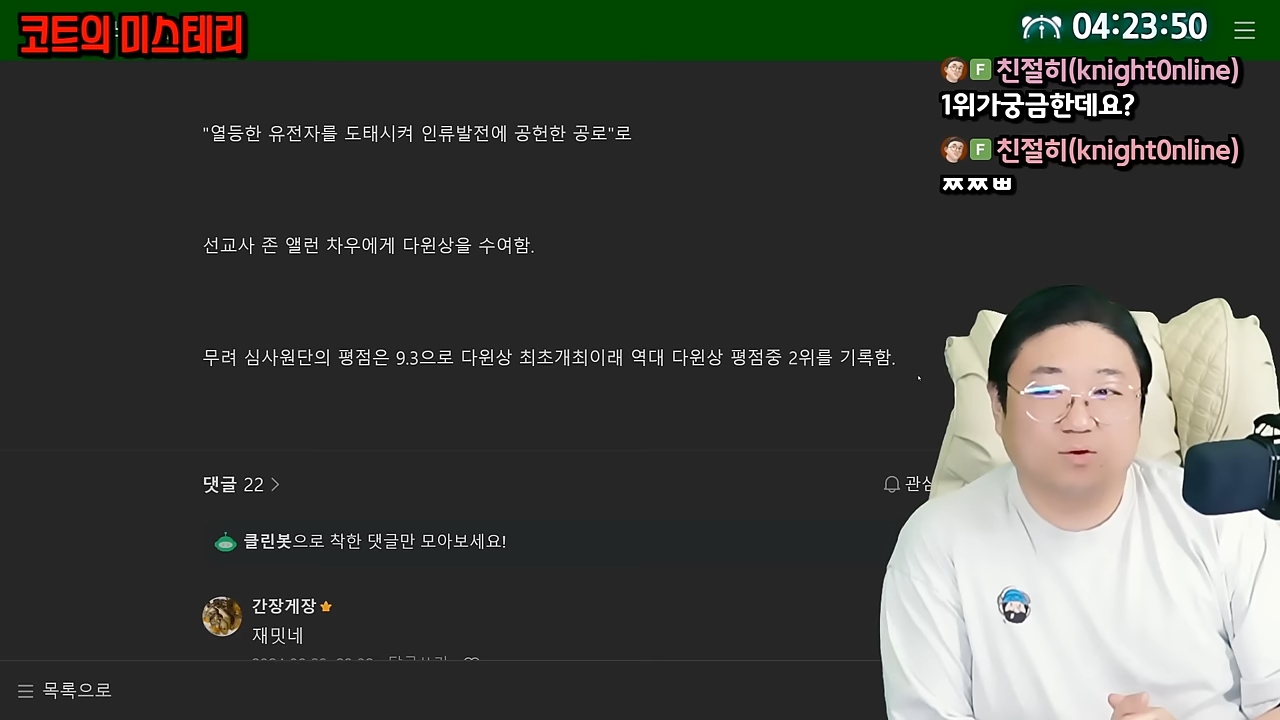 코트의 미스테리
04:23:50
친절히(knight0nline)
1위가궁금한데요?
친절히(knight0nline)
ㅉㅉㅃ
"열등한 유전자를 도태시켜 인류발전에 공헌한 공로"로
선교사 존 앨런 차우에게 다윈상을 수여함.
무려 심사원단의 평점은 9.3으로 다윈상 최초개최이래 역대 다윈상 평점중 2위를 기록함.
댓글 22
관심
클린봇으로 착한 댓글만 모아보세요!
간장게장
재밋네
목록으로